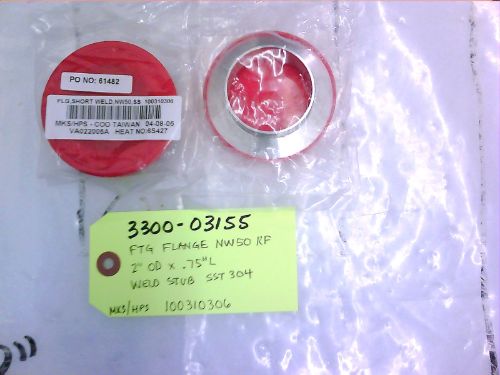 PO NO: 61482
FLG,SHORT WELD,NW50,SS 100310306
MKS/HPS - COO TAIWAN 04-08-05
VA022005A HEAT NO:6S427
3300-03155
FTG FLANGE NW50 RF
2" OD x .75"L
WELD STUB SST 304
MKS/HPS 100310306